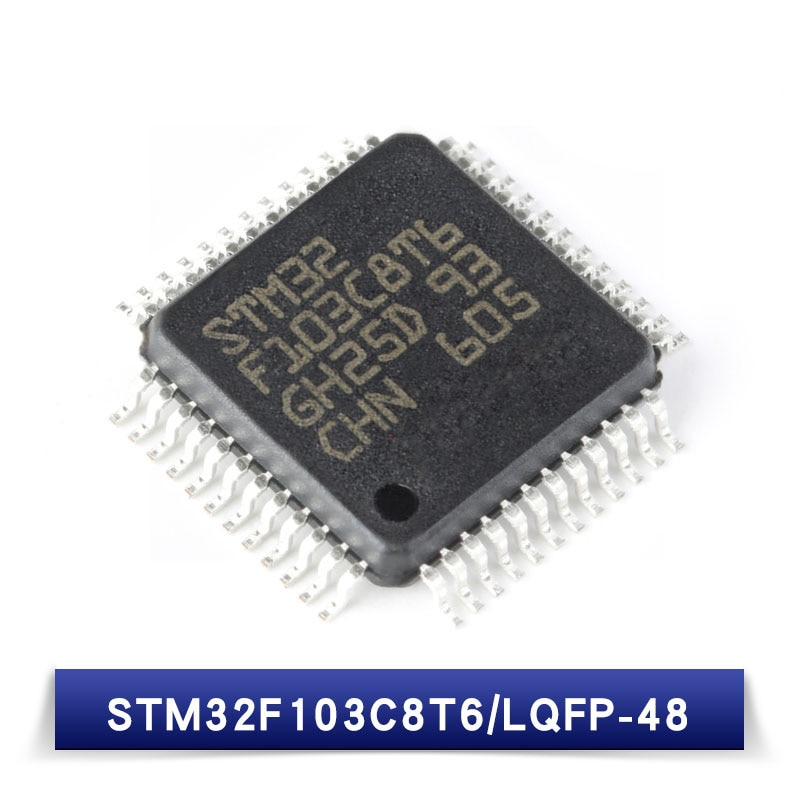 STM32
F103C8T6
GH25D 93
CHN 605
STM32F103C8T6/LQFP-48